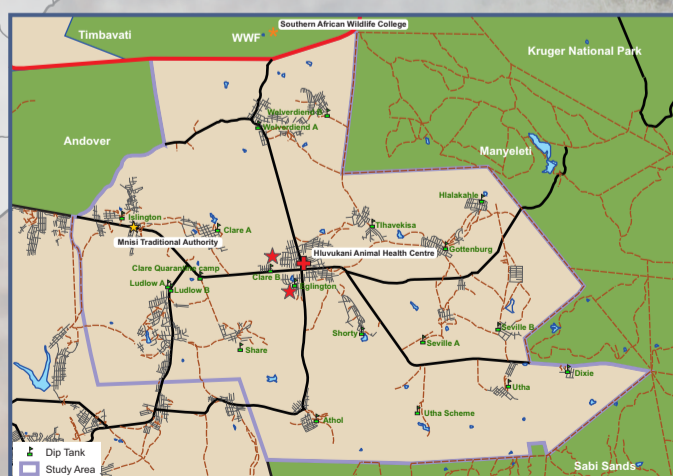 Southern African Wildlife College
Timbavati
WWF
Kruger National Park
Welverdiend B
Welverdiend A
Andover
Manyeleti
Hlalakahle
Islington
Clare A
Tlhavekisa
Mnisi Traditional Authority
Gottenburg
Hluvukani Animal Health Centre
Clare Quarantine camp
Clare B
Ludlow A
Ludlow B
Eglington
Seville B
Shorty
Seville A
Share
Dixie
Utha
Utha Scheme
Athol
Dip Tank
Study Area
Sabi Sands